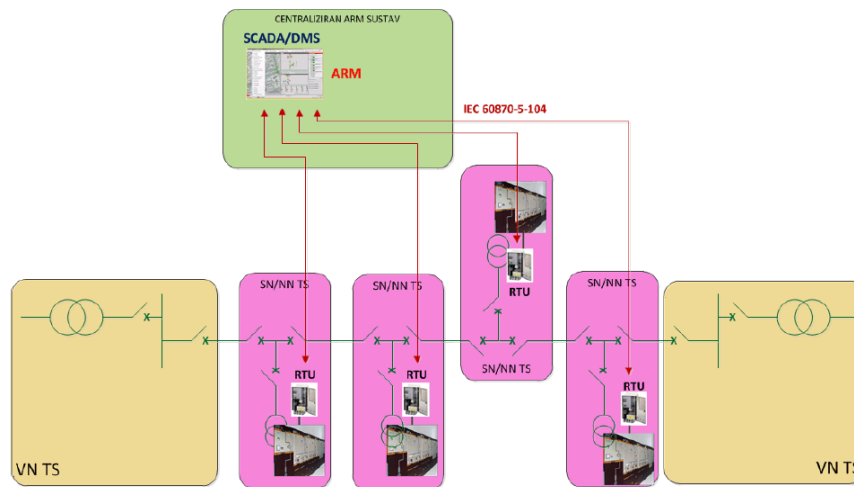 CENTRALIZIRAN ARM SUSTAV
SCADA/DMS
ARM
IEC 60870-5-104
SN/NN TS
SN/NN TS
RTU
SN/NN TS
SN/NN TS
RTU
RTU
RTU
VN TS
VN TS